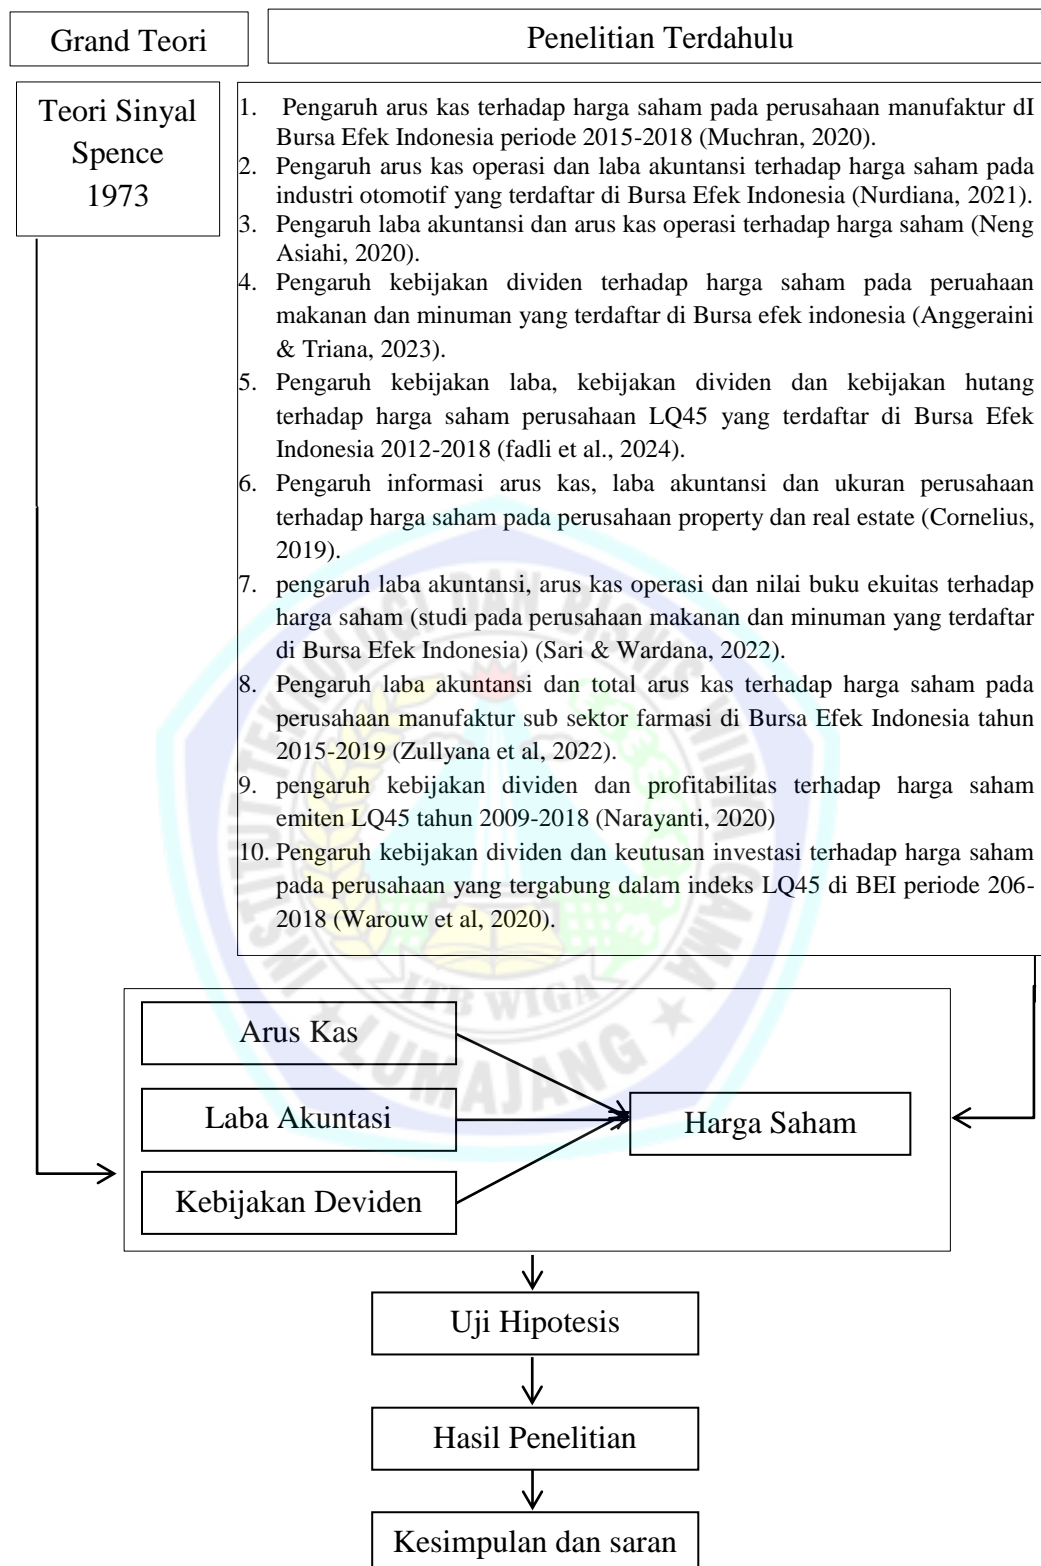 Grand Teori
Penelitian Terdahulu
Teori Sinyal
Spence
1973
1. Pengaruh arus kas terhadap harga saham pada perusahaan manufaktur dI
Bursa Efek Indonesia periode 2015-2018 (Muchran, 2020).
2. Pengaruh arus kas operasi dan laba akuntansi terhadap harga saham pada
industri otomotif yang terdaftar di Bursa Efek Indonesia (Nurdiana, 2021).
3. Pengaruh laba akuntansi dan arus kas operasi terhadap harga saham (Neng
Asiahi, 2020).
4. Pengaruh kebijakan dividen terhadap harga saham pada peruahaan
makanan dan minuman yang terdaftar di Bursa efek indonesia (Anggeraini
& Triana, 2023).
5. Pengaruh kebijakan laba, kebijakan dividen dan kebijakan hutang
terhadap harga saham perusahaan LQ45 yang terdaftar di Bursa Efek
Indonesia 2012-2018 (fadli et al., 2024).
6. Pengaruh informasi arus kas, laba akuntansi dan ukuran perusahaan
terhadap harga saham pada perusahaan property dan real estate (Cornelius,
2019).
7. pengaruh laba akuntansi, arus kas operasi dan nilai buku ekuitas terhadap
harga saham (studi pada perusahaan makanan dan minuman yang terdaftar
di Bursa Efek Indonesia) (Sari & Wardana, 2022).
8. Pengaruh laba akuntansi dan total arus kas terhadap harga saham pada
perusahaan manufaktur sub sektor farmasi di Bursa Efek Indonesia tahun
2015-2019 (Zullyana et al, 2022).
9. pengaruh kebijakan dividen dan profitabilitas terhadap harga saham
emiten LQ45 tahun 2009-2018 (Narayanti, 2020)
10. Pengaruh kebijakan dividen dan keutusan investasi terhadap harga saham
pada perusahaan yang tergabung dalam indeks LQ45 di BEI periode 206-
2018 (Warouw et al, 2020).
INSTITUT TEKNOLOGI DAN BISNIS WIDYA GAMA
ITB WIGA
LUMAJANG
Arus Kas
Laba Akuntasi
Kebijakan Deviden
Harga Saham
Uji Hipotesis
Hasil Penelitian
Kesimpulan dan saran